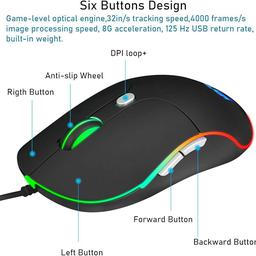 Six Buttons Design
Game-level optical engine,32in/s tracking speed,4000 frames/s
image processing speed, 8G acceleration, 125 Hz USB return rate,
built-in weight.
DPI loop+
Anti-slip Wheel
Rigth Button
Forward Button
Backward Button
Left Button